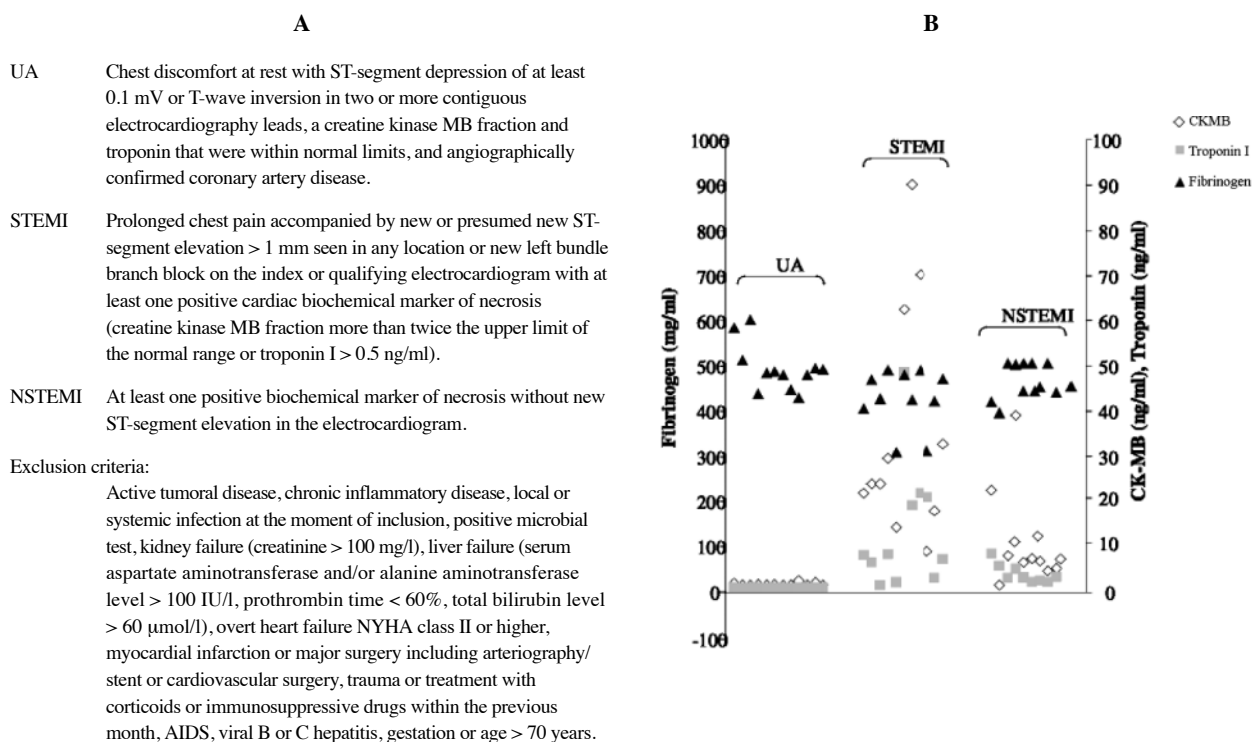 A
UA Chest discomfort at rest with ST-segment depression of at least
0.1 mV or T-wave inversion in two or more contiguous
electrocardiography leads, a creatine kinase MB fraction and
troponin that were within normal limits, and angiographically
confirmed coronary artery disease.
STEMI Prolonged chest pain accompanied by new or presumed new ST-
segment elevation > 1 mm seen in any location or new left bundle
branch block on the index or qualifying electrocardiogram with at
least one positive cardiac biochemical marker of necrosis
(creatine kinase MB fraction more than twice the upper limit of
the normal range or troponin I > 0.5 ng/ml).
NSTEMI At least one positive biochemical marker of necrosis without new
ST-segment elevation in the electrocardiogram.
Exclusion criteria:
Active tumoral disease, chronic inflammatory disease, local or
systemic infection at the moment of inclusion, positive microbial
test, kidney failure (creatinine > 100 mg/l), liver failure (serum
aspartate aminotransferase and/or alanine aminotransferase
level > 100 IU/l, prothrombin time < 60%, total bilirubin level
> 60 μmol/l), overt heart failure NYHA class II or higher,
myocardial infarction or major surgery including arteriography/
stent or cardiovascular surgery, trauma or treatment with
corticoids or immunosuppressive drugs within the previous
month, AIDS, viral B or C hepatitis, gestation or age > 70 years.
B
CKMB
Troponin I
Fibrinogen
STEMI
UA
NSTEMI
Fibrinogen (mg/ml)
1000
900
800
700
600
500
400
300
200
100
0
-100
100
90
80
70
60
50
40
30
20
10
0
CK-MB (ng/ml), Troponin (ng/ml)